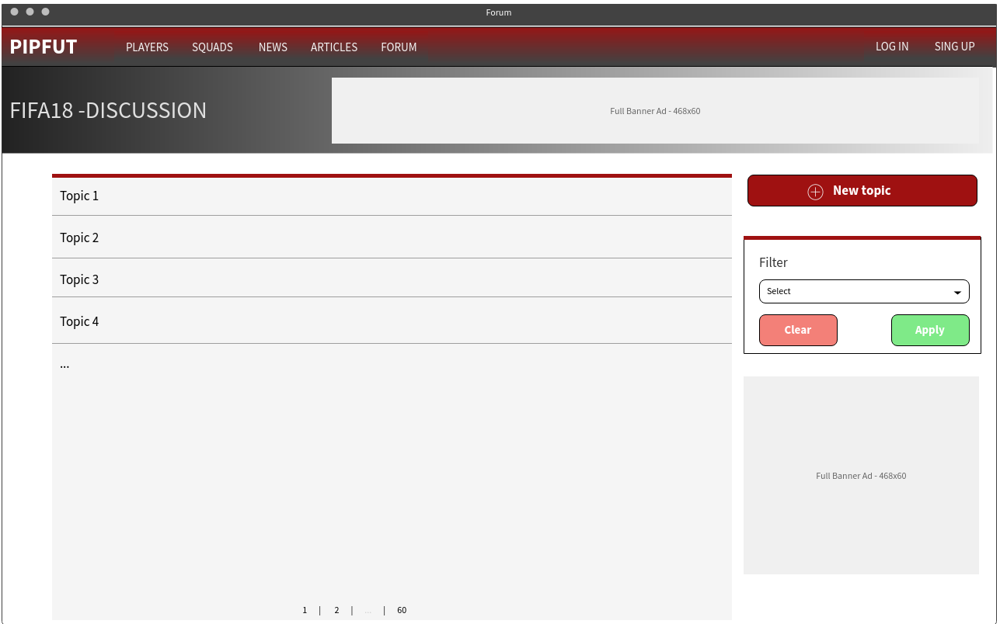 Forum
PIPFUT PLAYERS SQUADS NEWS ARTICLES FORUM LOG IN SING UP
FIFA18 -DISCUSSION
Full Banner Ad - 468x60
Topic 1
Topic 2
Topic 3
Topic 4
...
1 | 2 | ... | 60
New topic
Filter
Select
Clear Apply
Full Banner Ad - 468x60